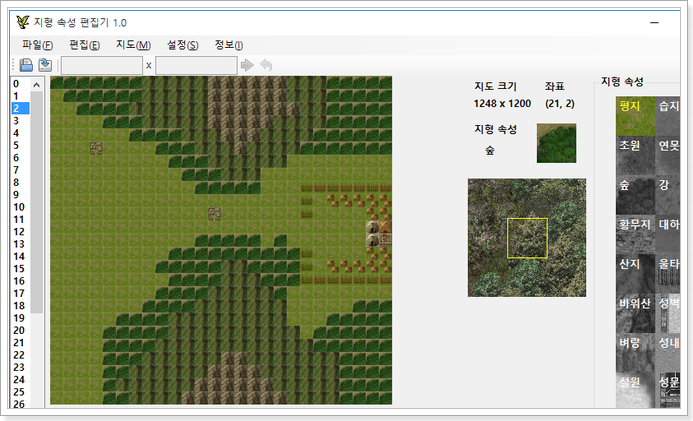 지형 속성 편집기 1.0
파일(F) 편집(E) 지도(M) 설정(S) 정보(I)
x
0
1
2
3
4
5
6
7
8
9
10
11
12
13
14
15
16
17
18
19
20
21
22
23
24
25
26
지도 크기 좌표
1248 x 1200 (21, 2)
지형 속성
숲
지형 속성
평지 습지
초원 연못
숲 강
황무지 대하
산지 울타
바위산 성벽
벼랑 성내
설원 성문